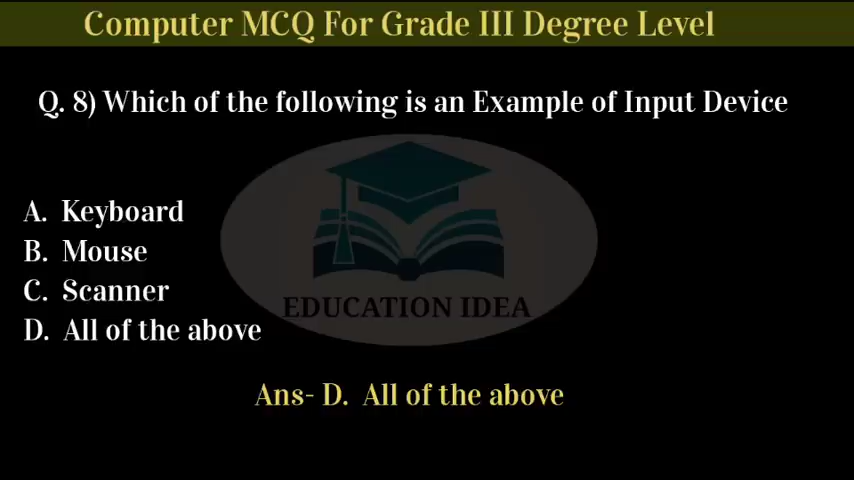 Computer MCQ For Grade III Degree Level
Q. 8) Which of the following is an Example of Input Device
A. Keyboard
B. Mouse
C. Scanner
D. All of the above
EDUCATION IDEA
Ans- D. All of the above